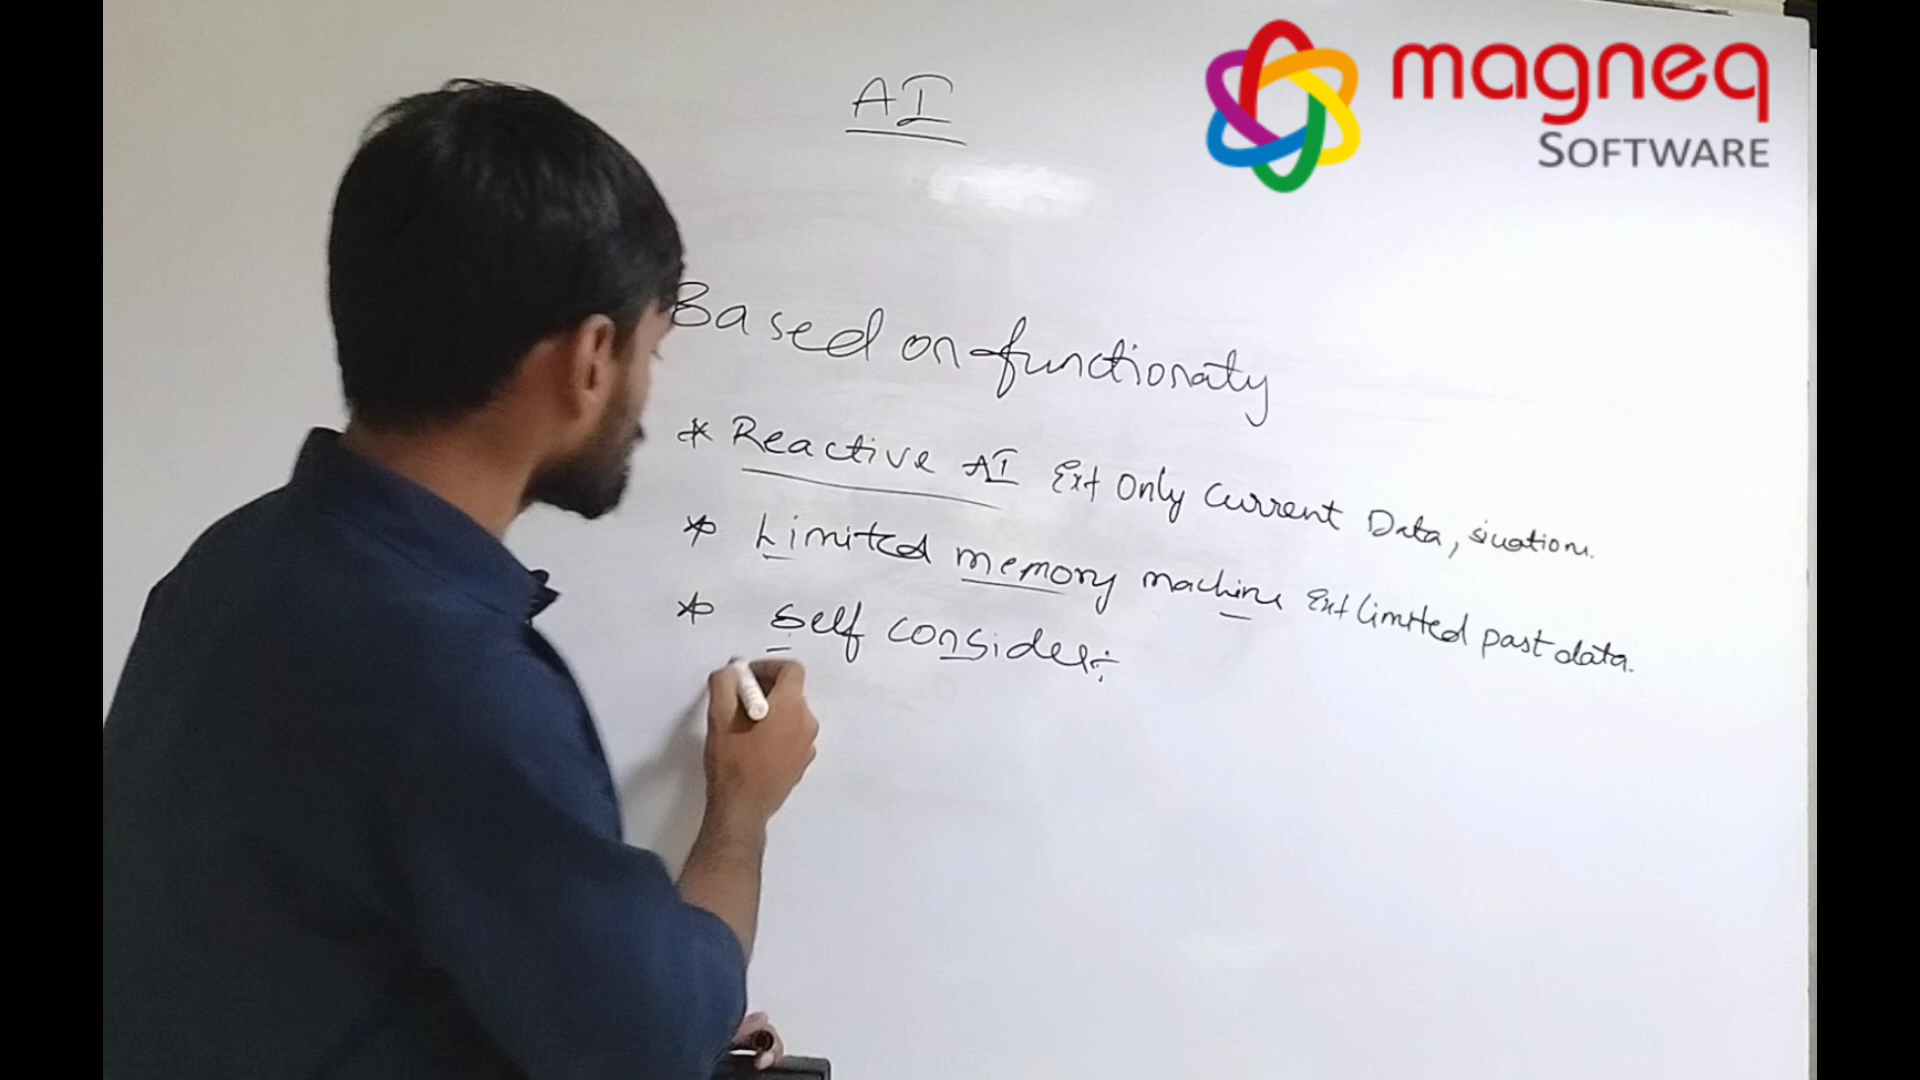 AI
magneq
SOFTWARE
Based on functionaty
* Reactive AI Ext Only Current Data, situation.
* Limited memory machine Ext limited past data.
* Self consider: